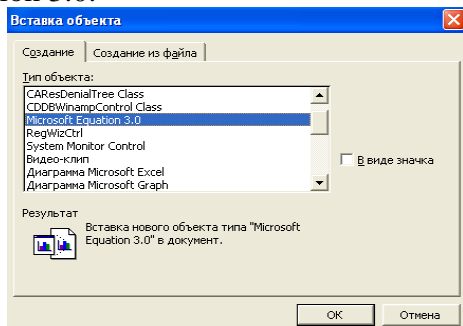 Вставка объекта
Создание
Создание из файла
Тип объекта:
CAResDenialTree Class
CDDBWinampControl Class
Microsoft Equation 3.0
RegWizCtrl
System Monitor Control
Видео-клип
Диаграмма Microsoft Excel
Диаграмма Microsoft Graph
В виде значка
Результат
Вставка нового объекта типа "Microsoft
Equation 3.0" в документ.
ОК
Отмена